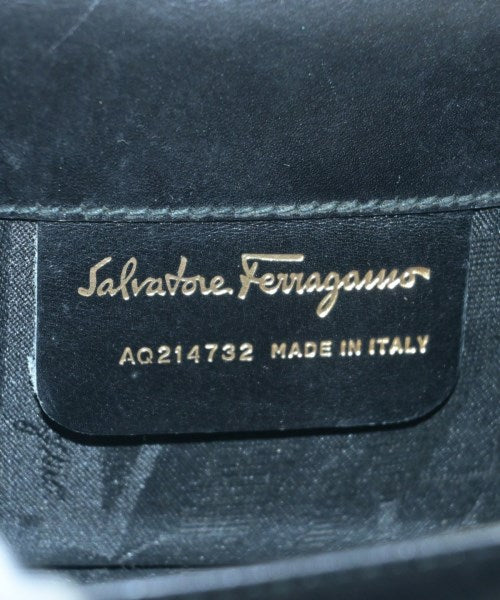 Salvatore Ferragamo
AQ214732 MADE IN ITALY